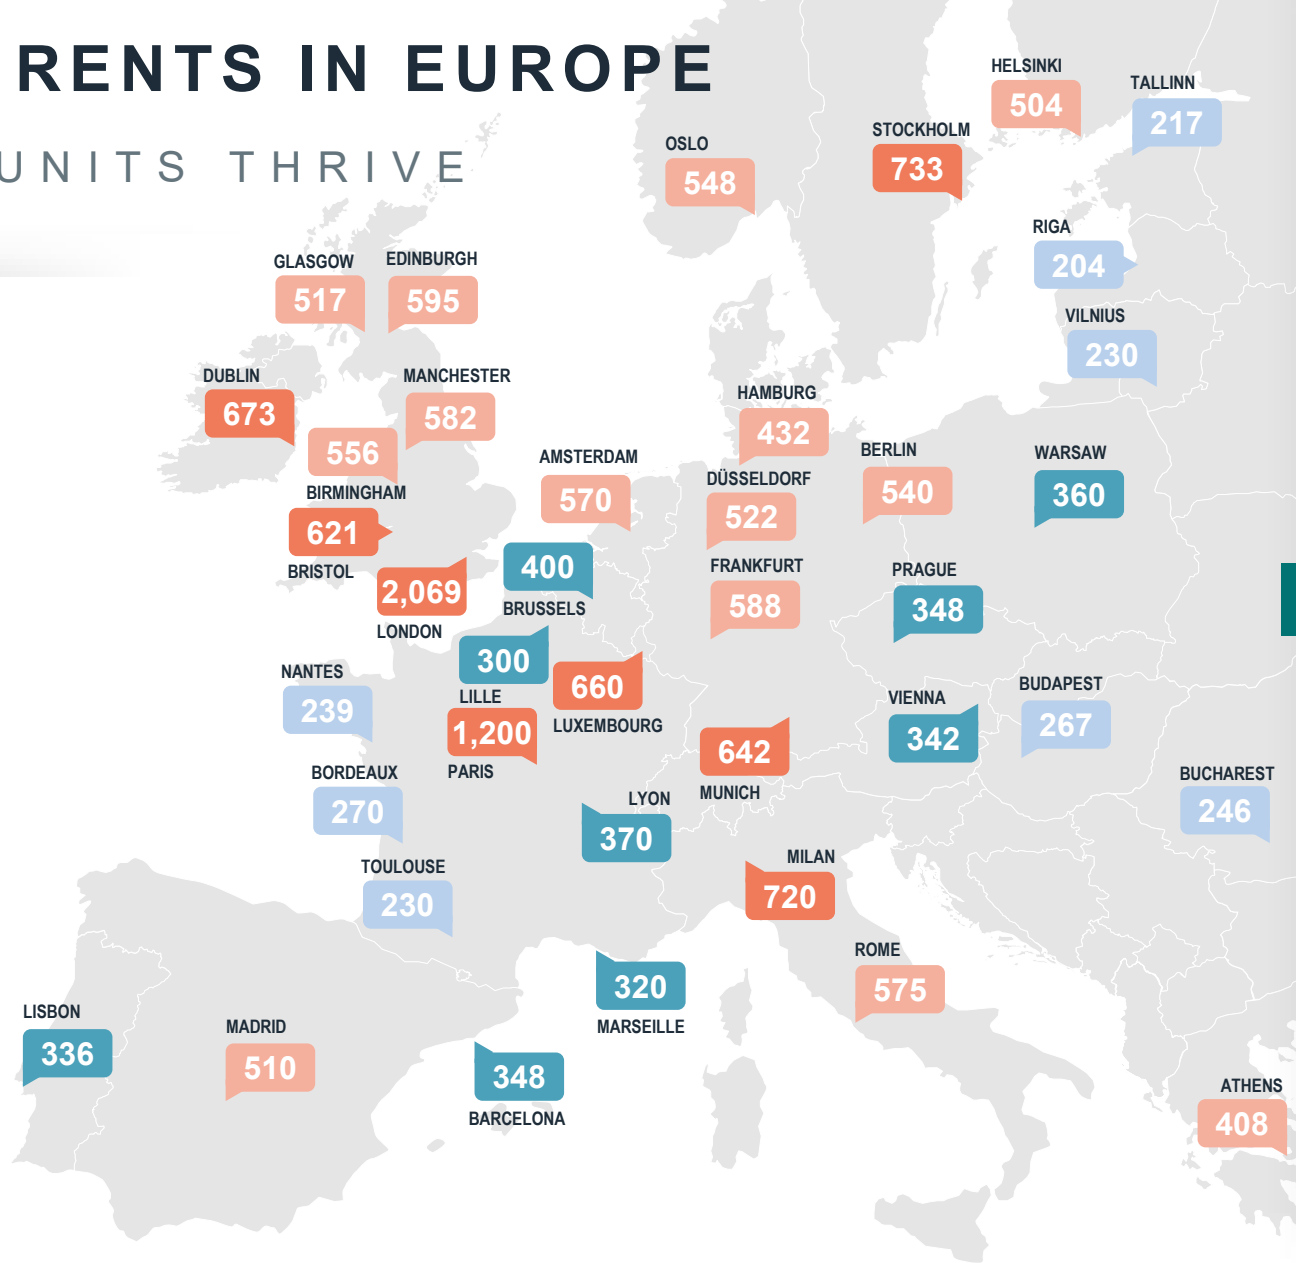 RENTS IN EUROPE
UNITS THRIVE
HELSINKI
504
TALLINN
217
STOCKHOLM
733
OSLO
548
RIGA
204
VILNIUS
230
GLASGOW
517
EDINBURGH
595
DUBLIN
673
MANCHESTER
582
556
BIRMINGHAM
621
BRISTOL
2,069
LONDON
HAMBURG
432
AMSTERDAM
570
DÜSSELDORF
522
BERLIN
540
WARSAW
360
400
BRUSSELS
FRANKFURT
588
PRAGUE
348
300
LILLE
660
LUXEMBOURG
NANTES
239
1,200
PARIS
642
MUNICH
VIENNA
342
BUDAPEST
267
BORDEAUX
270
LYON
370
BUCHAREST
246
TOULOUSE
230
MILAN
720
ROME
575
320
MARSEILLE
LISBON
336
MADRID
510
348
BARCELONA
ATHENS
408